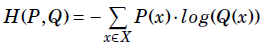 H(P,Q) = − ∑ P(x)·log(Q(x))
x∈X